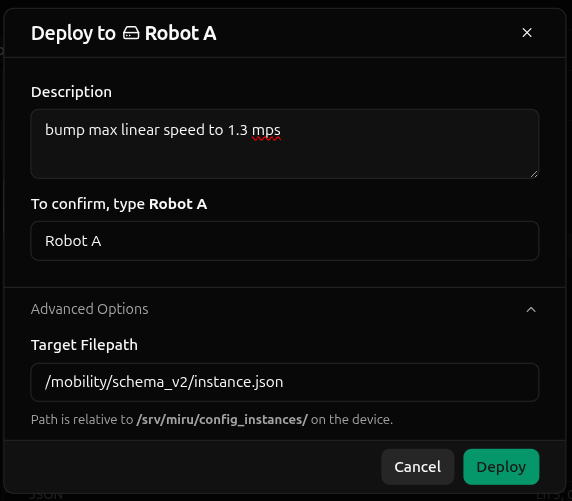 Deploy to Robot A
Description
bump max linear speed to 1.3 mps
To confirm, type Robot A
Robot A
Advanced Options
Target Filepath
/mobility/schema_v2/instance.json
Path is relative to /srv/miru/config_instances/ on the device.
Cancel
Deploy
JSON